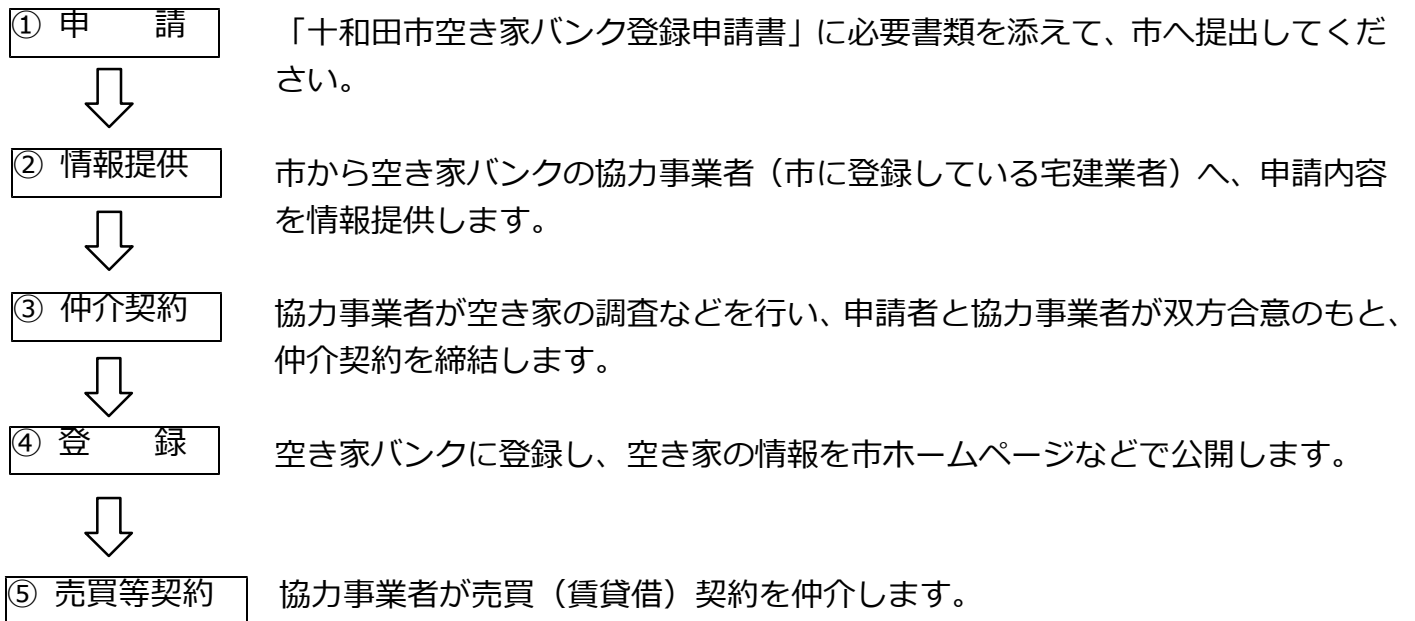 ① 申　　請
「十和田市空き家バンク登録申請書」に必要書類を添えて、市へ提出してくだ
さい。
② 情報提供
市から空き家バンクの協力事業者（市に登録している宅建業者）へ、申請内容
を情報提供します。
③ 仲介契約
協力事業者が空き家の調査などを行い、申請者と協力事業者が双方合意のもと、
仲介契約を締結します。
④ 登　　録
空き家バンクに登録し、空き家の情報を市ホームページなどで公開します。
⑤ 売買等契約
協力事業者が売買（賃貸借）契約を仲介します。